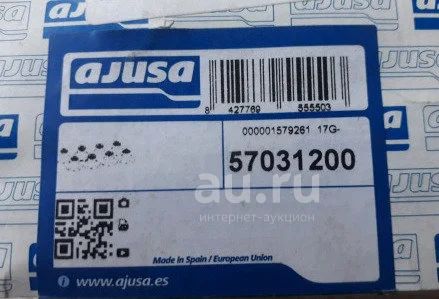 ajusa
8 427769 555503
000001579261 17G-
57031200
au.ru
интернет-аукцион
Made in Spain / European Union
www.ajusa.es